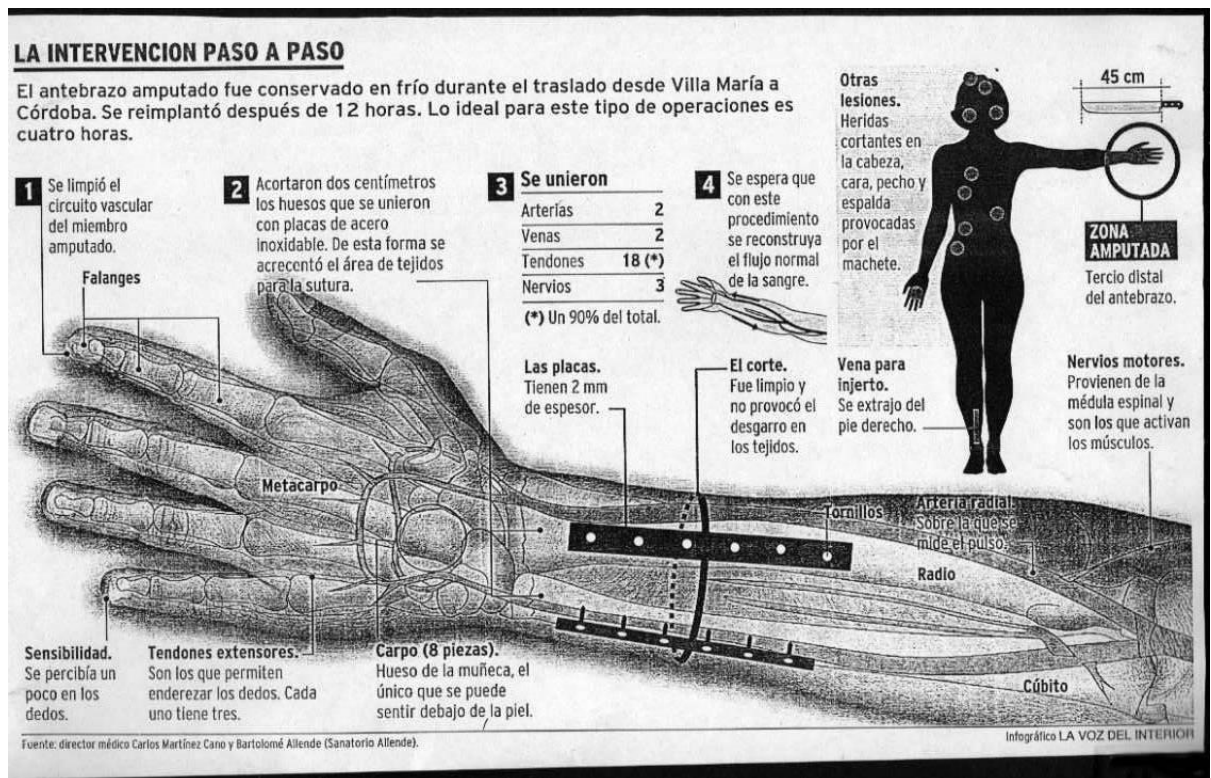 LA INTERVENCION PASO A PASO
El antebrazo amputado fue conservado en frío durante el traslado desde Villa María a
Córdoba. Se reimplantó después de 12 horas. Lo ideal para este tipo de operaciones es
cuatro horas.
1 Se limpió el
circuito vascular
del miembro
amputado.
Falanges
2 Acortaron dos centímetros
los huesos que se unieron
con placas de acero
inoxidable. De esta forma se
acrecentó el área de tejidos
para la sutura.
3 Se unieron
Arterías 2
Venas 2
Tendones 18 (*)
Nervios 3
(*) Un 90% del total.
4 Se espera que
con este
procedimiento
se reconstruya
el flujo normal
de la sangre.
Otras
lesiones.
Heridas
cortantes en
la cabeza,
cara, pecho y
espalda
provocadas
por el
machete.
45 cm
ZONA
AMPUTADA
Tercio distal
del antebrazo.
Las placas.
Tienen 2 mm
de espesor.
El corte.
Fue limpio y
no provocó el
desgarro en
los tejidos.
Vena para
injerto.
Se extrajo del
pie derecho.
Nervios motores.
Provienen de la
médula espinal y
son los que activan
los músculos.
Metacarpo
Tornillos
Arteria radial.
Sobre la que se
mide el pulso.
Radio
Cúbito
Sensibilidad.
Se percibía un
poco en los
dedos.
Tendones extensores.
Son los que permiten
enderezar los dedos. Cada
uno tiene tres.
Carpo (8 piezas).
Hueso de la muñeca, el
único que se puede
sentir debajo de la piel.
Fuente: director médico Carlos Martínez Cano y Bartolomé Allende (Sanatorio Allende).
Infográfico LA VOZ DEL INTERIOR